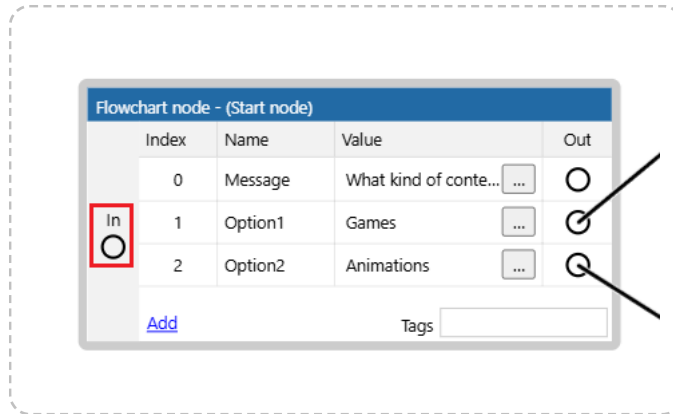 Flowchart node - (Start node)
Index Name Value Out
0 Message What kind of conte... ...
In
1 Option1 Games ...
2 Option2 Animations ...
Add Tags